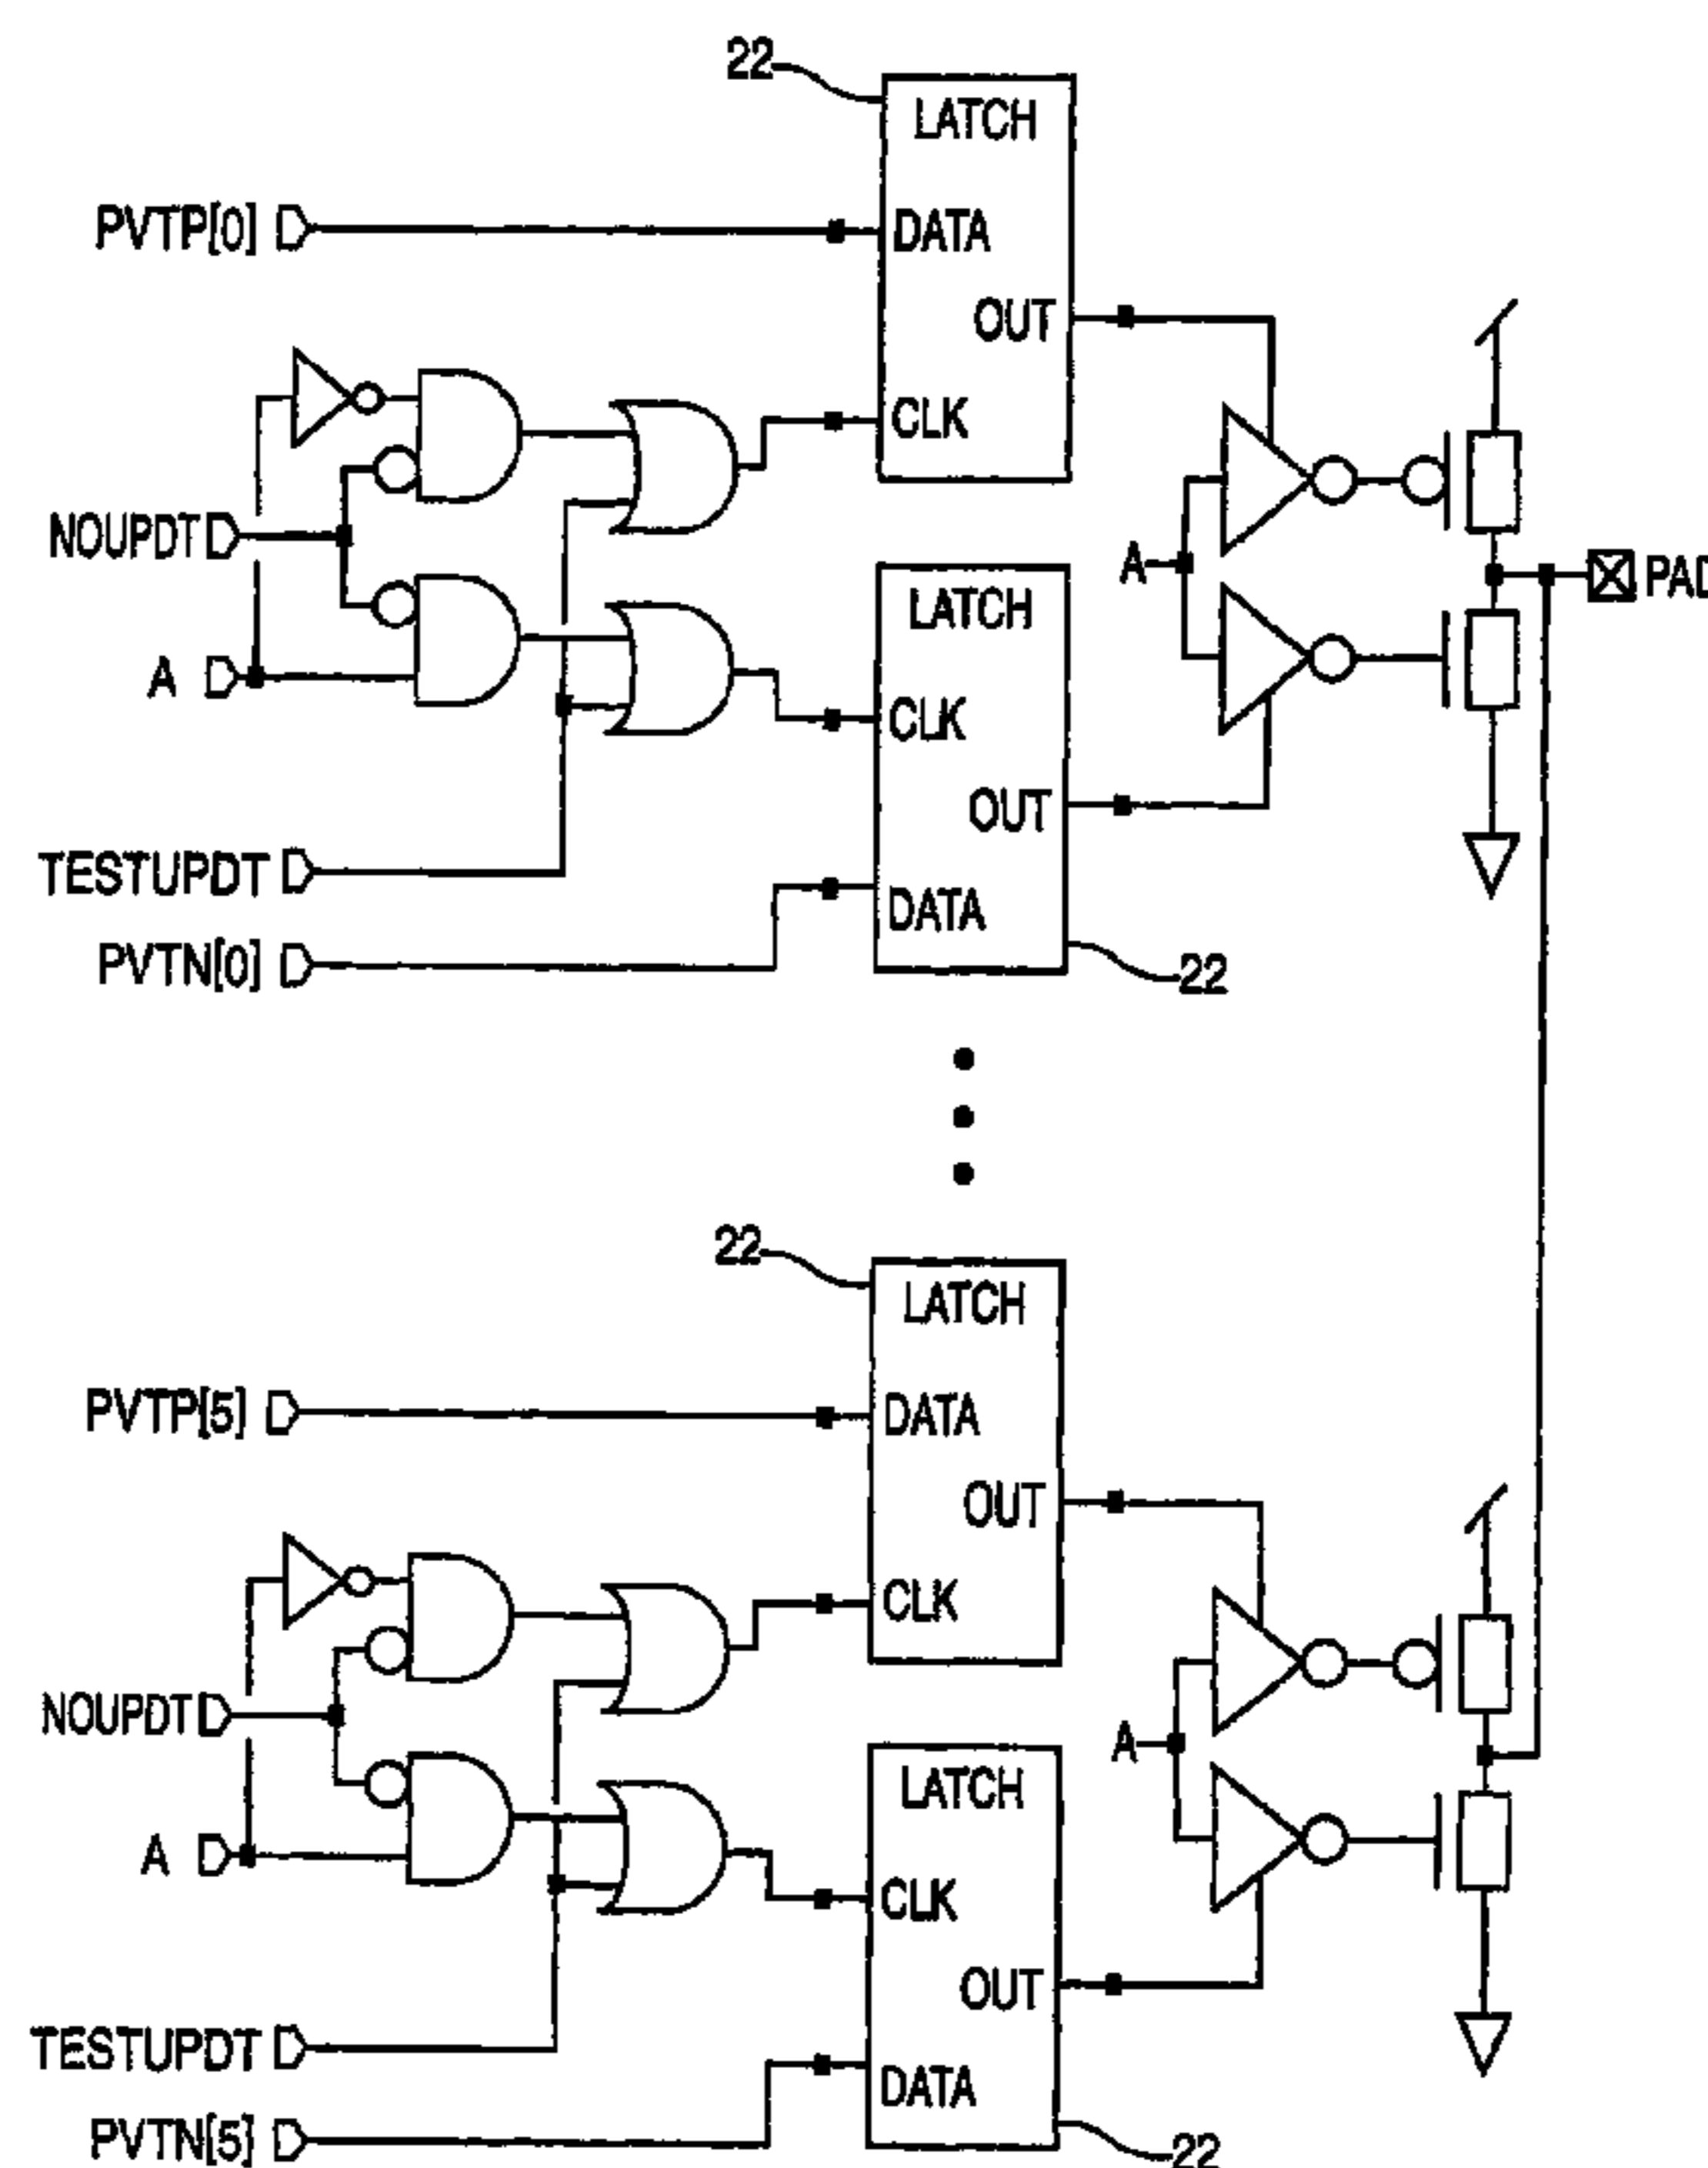 22
LATCH
PVTP[0]
DATA
OUT
CLK
NOUPDT
A
PAD
LATCH
A
CLK
OUT
TESTUPDT
DATA
PVTN[0]
22
22
LATCH
PVTP[5]
DATA
OUT
CLK
NOUPDT
A
LATCH
A
CLK
OUT
TESTUPDT
DATA
PVTN[5]
22